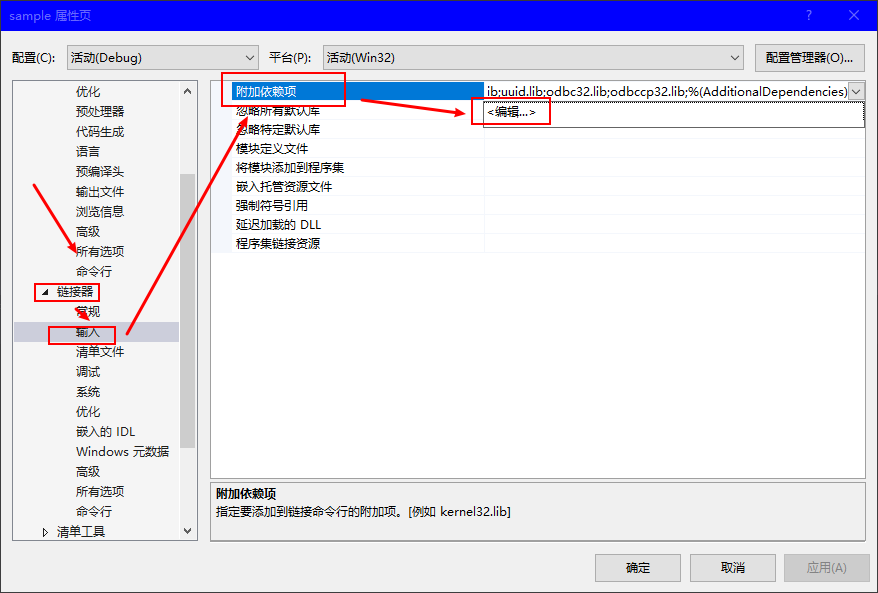 sample 属性页
配置(C): 活动(Debug) 平台(P): 活动(Win32) 配置管理器(O)...
优化
预处理器
代码生成
语言
预编译头
输出文件
浏览信息
高级
所有选项
命令行
链接器
常规
输入
清单文件
调试
系统
优化
嵌入的 IDL
Windows 元数据
高级
所有选项
命令行
清单工具
附加依赖项 ib;uuid.lib;odbc32.lib;odbccp32.lib;%(AdditionalDependencies)
忽略所有默认库 <编辑...>
忽略特定默认库
模块定义文件
将模块添加到程序集
嵌入托管资源文件
强制符号引用
延迟加载的 DLL
程序集链接资源
附加依赖项
指定要添加到链接命令行的附加项。[例如 kernel32.lib]
确定 取消 应用(A)